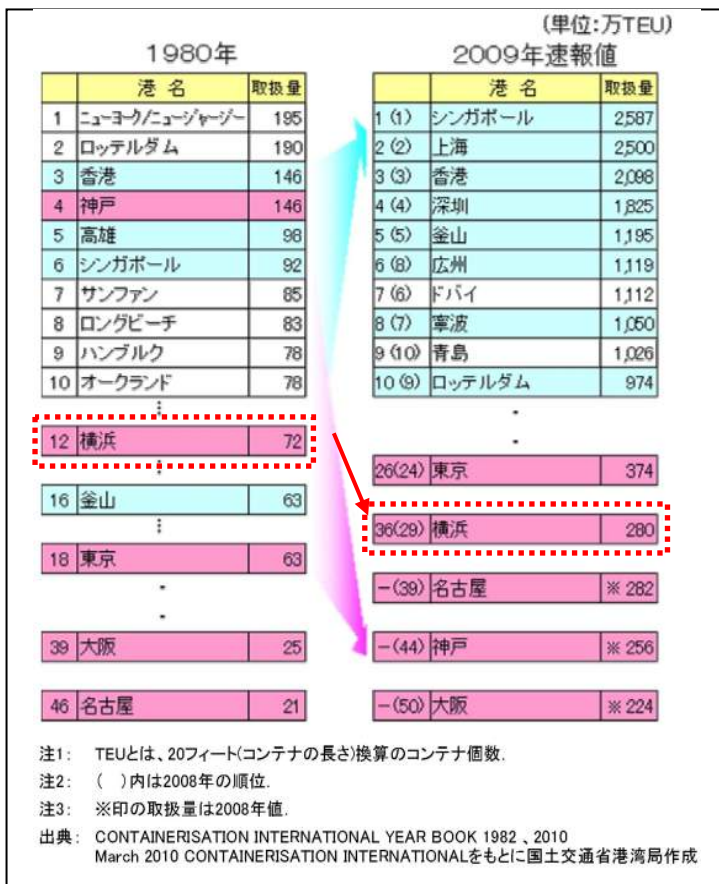 (単位:万TEU)
1980年
港 名 取扱量
1 ニューヨーク/ニュージャージー 195
2 ロッテルダム 190
3 香港 146
4 神戸 146
5 高雄 98
6 シンガポール 92
7 サンファン 85
8 ロングビーチ 83
9 ハンブルク 78
10 オークランド 78
12 横浜 72
16 釜山 63
18 東京 63
39 大阪 25
46 名古屋 21
2009年速報値
港 名 取扱量
1 (1) シンガポール 2,587
2 (2) 上海 2,500
3 (3) 香港 2,098
4 (4) 深圳 1,825
5 (5) 釜山 1,195
6 (8) 広州 1,119
7 (6) ドバイ 1,112
8 (7) 寧波 1,050
9 (10) 青島 1,026
10 (9) ロッテルダム 974
26(24) 東京 374
36(29) 横浜 280
-(39) 名古屋 ※ 282
-(44) 神戸 ※ 256
-(50) 大阪 ※ 224
注1: TEUとは、20フィート(コンテナの長さ)換算のコンテナ個数.
注2: ( )内は2008年の順位.
注3: ※印の取扱量は2008年値.
出典: CONTAINERISATION INTERNATIONAL YEAR BOOK 1982 、2010
March 2010 CONTAINERISATION INTERNATIONALをもとに国土交通省港湾局作成